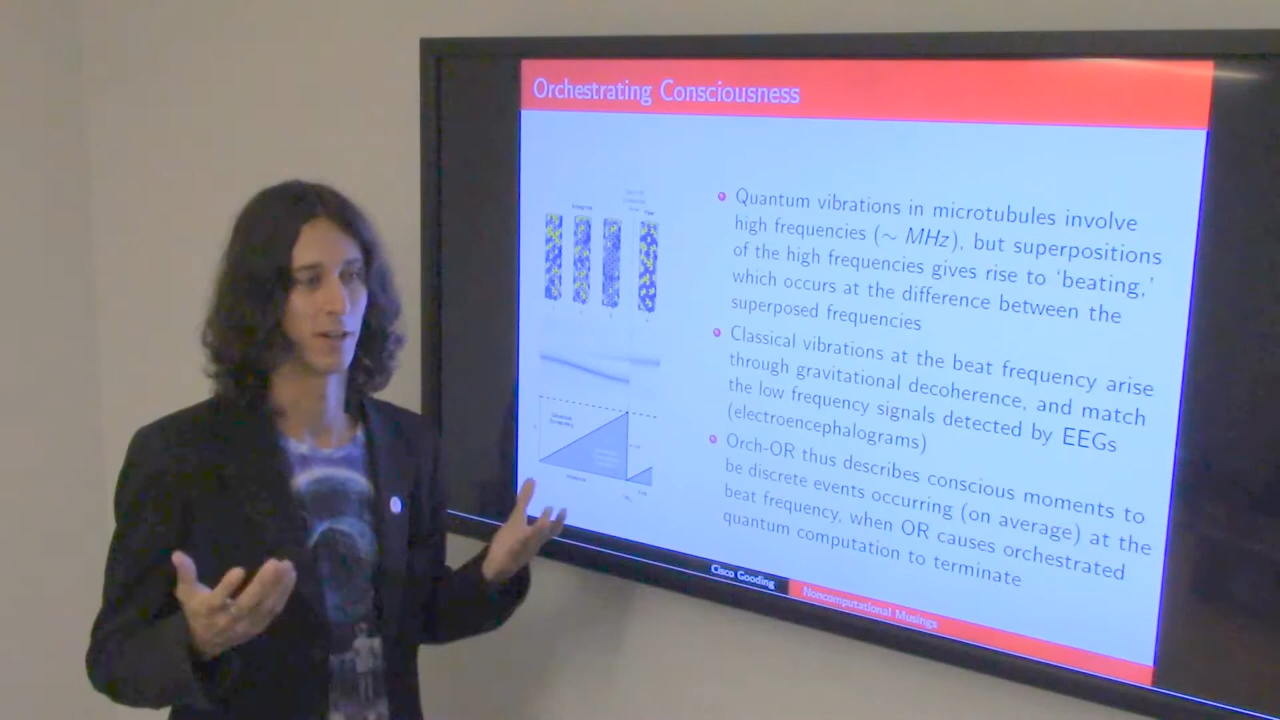 Orchestrating Consciousness
Quantum vibrations in microtubules involve
high frequencies (∼ MHz), but superpositions
of the high frequencies gives rise to ‘beating,’
which occurs at the difference between the
superposed frequencies
Classical vibrations at the beat frequency arise
through gravitational decoherence, and match
the low frequency signals detected by EEGs
(electroencephalograms)
Orch-OR thus describes conscious moments to
be discrete events occurring (on average) at the
beat frequency, when OR causes orchestrated
quantum computation to terminate
Cisco Gooding
Noncomputational Musings